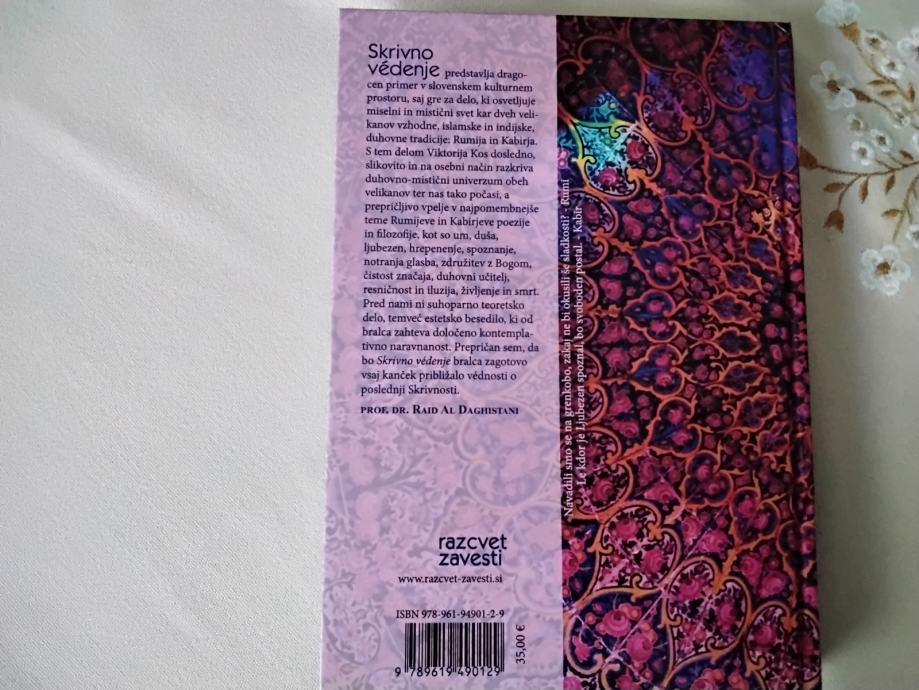 Skrivno
védenje predstavlja drago-
cen primer v slovenskem kulturnem
prostoru, saj gre za delo, ki osvetljuje
miselni in mistični svet kar dveh veli-
kanov vzhodne, islamske in indijske,
duhovne tradicije: Rumija in Kabirja.
S tem delom Viktorija Kos dosledno,
slikovito in na osebni način razkriva
duhovno-mistični univerzum obeh
velikanov ter nas tako počasi, a
prepričljivo vpelje v najpomembnejše
teme Rumijeve in Kabirjeve poezije
in filozofije, kot so um, duša,
ljubezen, hrepenenje, spoznanje,
notranja glasba, združitev z Bogom,
čistost značaja, duhovni učitelj,
resničnost in iluzija, življenje in smrt.
Pred nami ni suhoparno teoretsko
delo, temveč estetsko besedilo, ki od
bralca zahteva določeno kontempla-
tivno naravnanost. Prepričan sem, da
bo Skrivno védenje bralca zagotovo
vsaj kanček približalo védnosti o
poslednji Skrivnosti.
PROF. DR. RAID AL DAGHISTANI
razcvet
zavesti
www.razcvet-zavesti.si
ISBN 978-961-94901-2-9
9 789619 490129
35,00 €
Navadili smo se na grenkobo, zakaj ne bi okusili še sladkosti? - Rumi
Le kdor je Ljubezen spoznal, bo svoboden postal. - Kabir